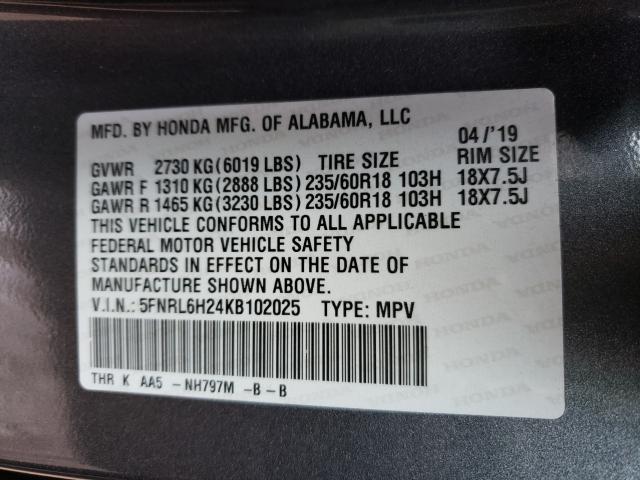 MFD. BY HONDA MFG. OF ALABAMA, LLC
04/'19
GVWR 2730 KG(6019 LBS) TIRE SIZE RIM SIZE
GAWR F 1310 KG(2888 LBS) 235/60R18 103H 18X7.5J
GAWR R 1465 KG(3230 LBS) 235/60R18 103H 18X7.5J
THIS VEHICLE CONFORMS TO ALL APPLICABLE
FEDERAL MOTOR VEHICLE SAFETY
STANDARDS IN EFFECT ON THE DATE OF
MANUFACTURE SHOWN ABOVE.
V.I.N.: 5FNRL6H24KB102025 TYPE: MPV
THR K AA5 -NH797M -B-B